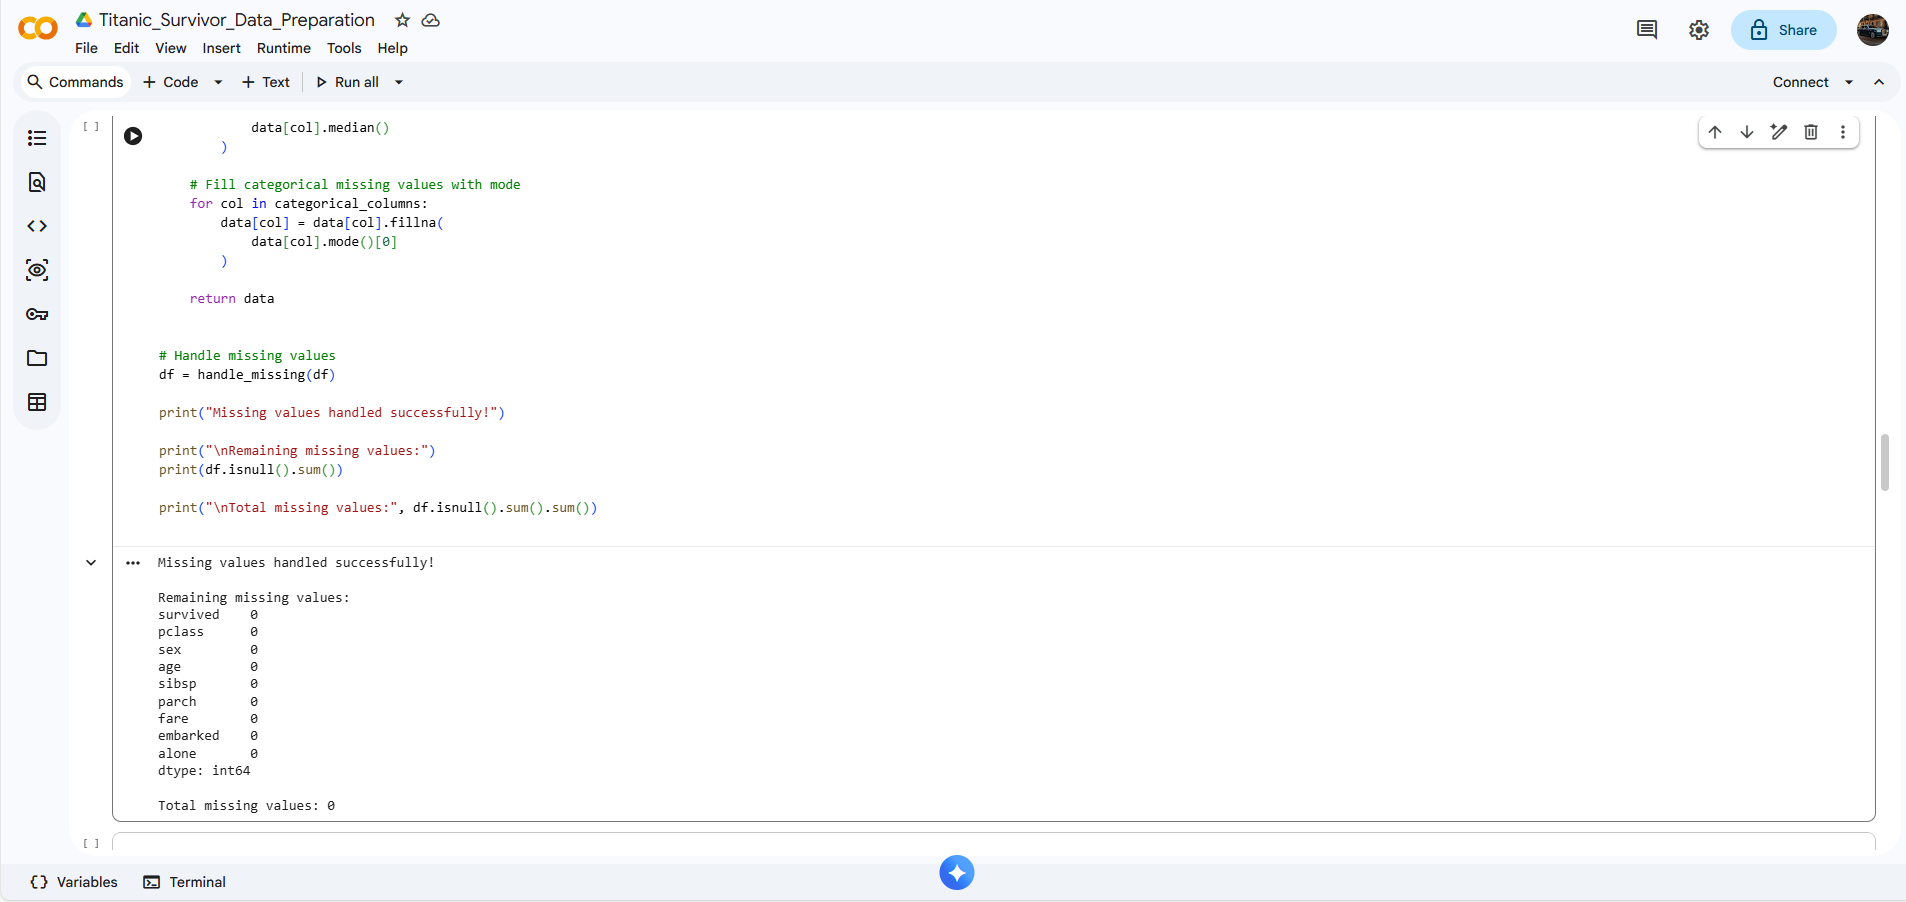 Titanic_Survivor_Data_Preparation
File Edit View Insert Runtime Tools Help
Share
Commands + Code + Text Run all
Connect
[ ]
data[col].median()
)
# Fill categorical missing values with mode
for col in categorical_columns:
data[col] = data[col].fillna(
data[col].mode()[0]
)
return data
# Handle missing values
df = handle_missing(df)
print("Missing values handled successfully!")
print("\nRemaining missing values:")
print(df.isnull().sum())
print("\nTotal missing values:", df.isnull().sum().sum())
Missing values handled successfully!
Remaining missing values:
survived 0
pclass 0
sex 0
age 0
sibsp 0
parch 0
fare 0
embarked 0
alone 0
dtype: int64
Total missing values: 0
[ ]
Variables Terminal